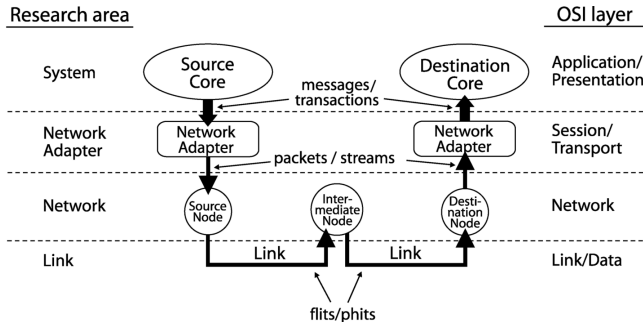 Research area
OSI layer
System
Source
Core
messages/
transactions
Destination
Core
Application/
Presentation
Network
Adapter
Network
Adapter
packets / streams
Network
Adapter
Session/
Transport
Network
Source
Node
Inter-
mediate
Node
Desti-
nation
Node
Network
Link
Link
Link
Link/Data
flits/phits